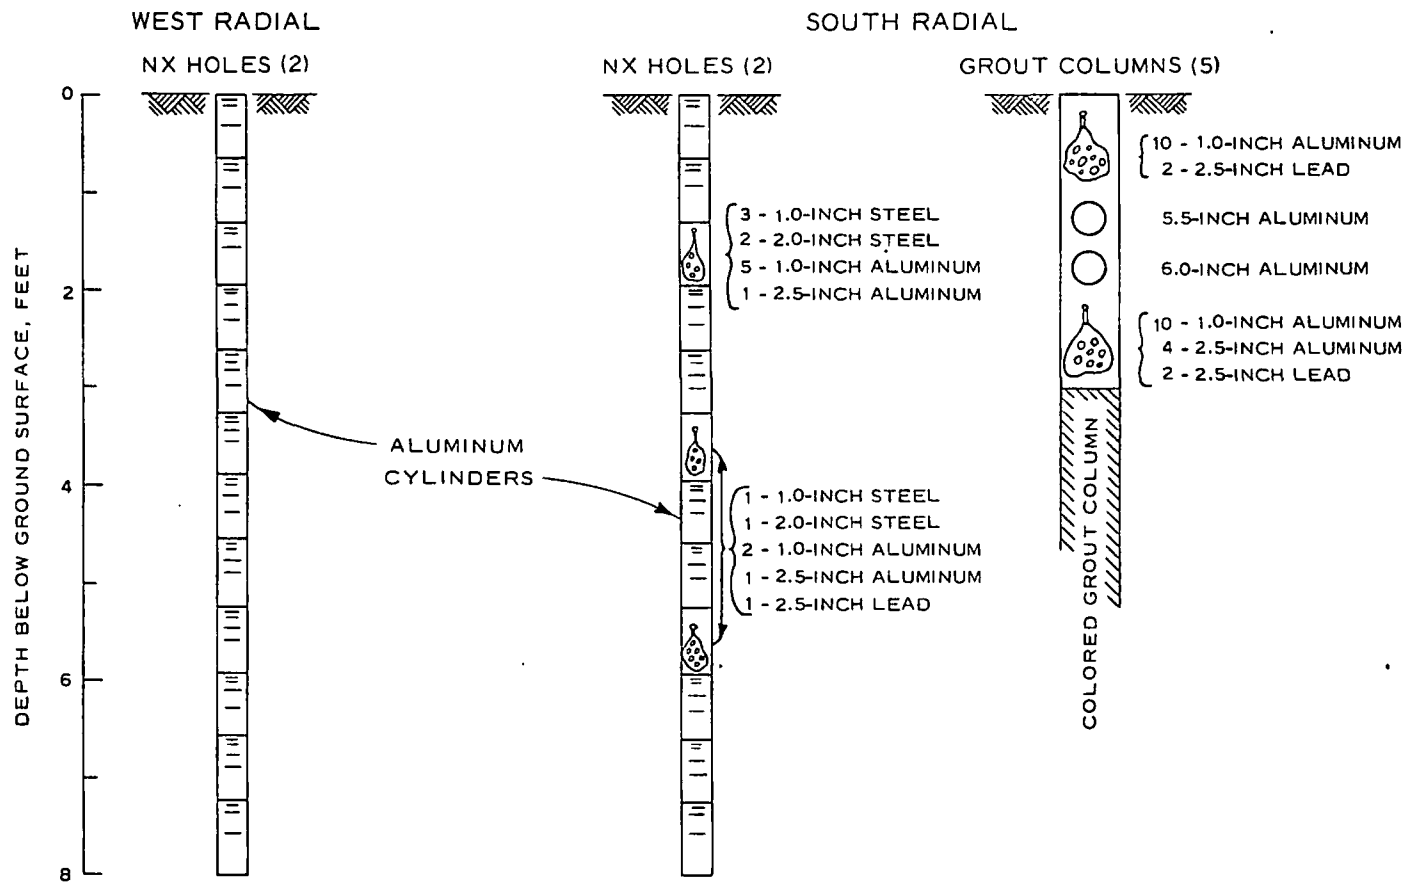 WEST RADIAL
SOUTH RADIAL
NX HOLES (2)
NX HOLES (2)
GROUT COLUMNS (5)
DEPTH BELOW GROUND SURFACE, FEET
0
2
4
6
8
ALUMINUM
CYLINDERS
3 - 1.0-INCH STEEL
2 - 2.0-INCH STEEL
5 - 1.0-INCH ALUMINUM
1 - 2.5-INCH ALUMINUM
1 - 1.0-INCH STEEL
1 - 2.0-INCH STEEL
2 - 1.0-INCH ALUMINUM
1 - 2.5-INCH ALUMINUM
1 - 2.5-INCH LEAD
10 - 1.0-INCH ALUMINUM
2 - 2.5-INCH LEAD
5.5-INCH ALUMINUM
6.0-INCH ALUMINUM
10 - 1.0-INCH ALUMINUM
4 - 2.5-INCH ALUMINUM
2 - 2.5-INCH LEAD
COLORED GROUT COLUMN